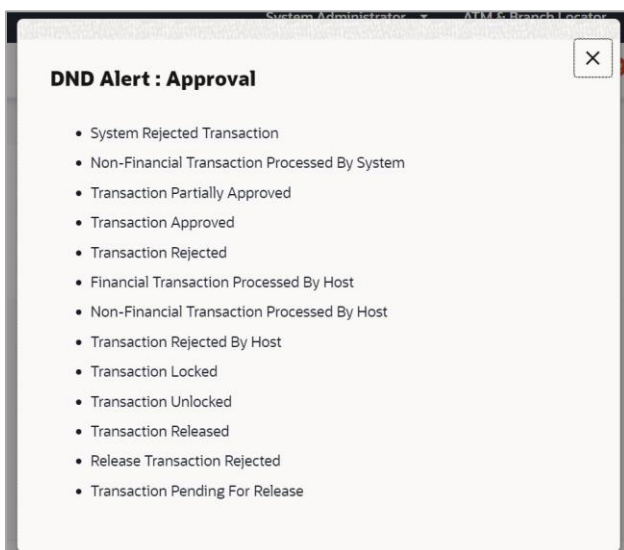 System Administrator ATM & Branch Locator
DND Alert : Approval
System Rejected Transaction
Non-Financial Transaction Processed By System
Transaction Partially Approved
Transaction Approved
Transaction Rejected
Financial Transaction Processed By Host
Non-Financial Transaction Processed By Host
Transaction Rejected By Host
Transaction Locked
Transaction Unlocked
Transaction Released
Release Transaction Rejected
Transaction Pending For Release